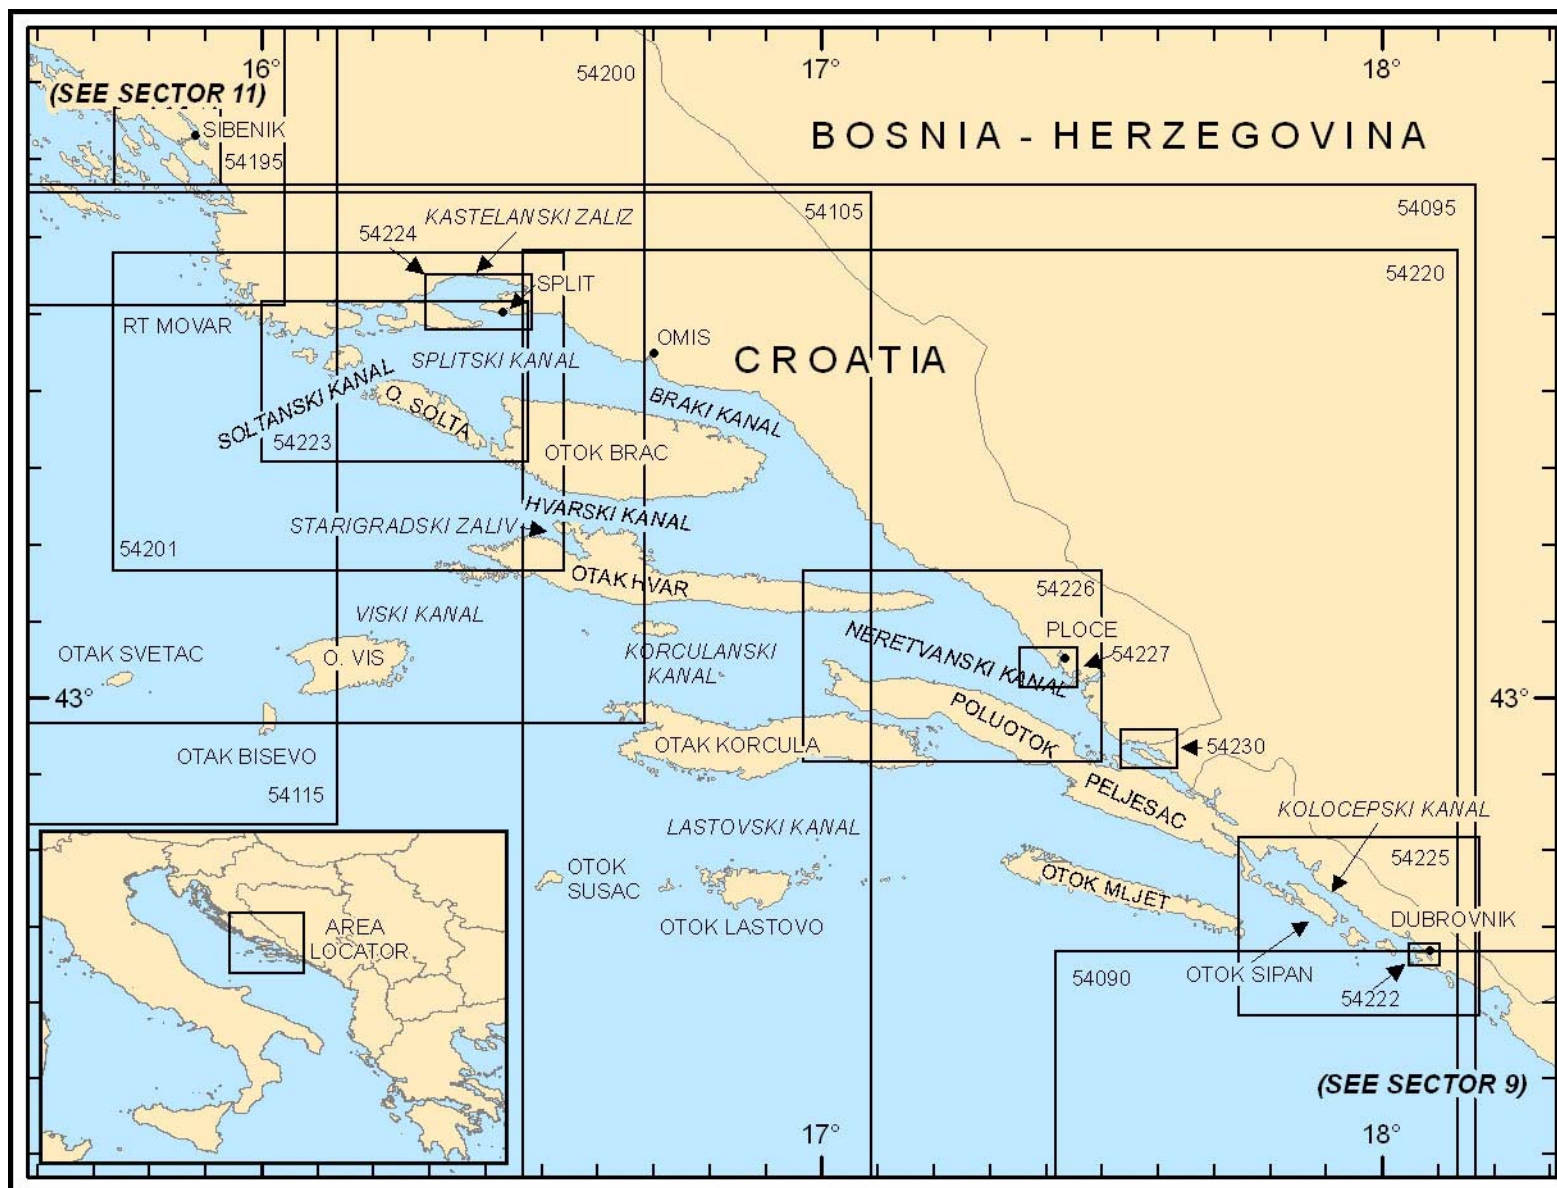 16°
17°
18°
54200
(SEE SECTOR 11)
SIBENIK
54195
BOSNIA - HERZEGOVINA
54105
54095
KASTELANSKI ZALIZ
54224
54220
SPLIT
RT MOVAR
OMIS
SPLITSKI KANAL
CROATIA
SOLTANSKI KANAL
O. SOLTA
BRAKI KANAL
54223
OTOK BRAC
HVARSKI KANAL
STARIGRADSKI ZALIV
54201
OTAK HVAR
54226
VISKI KANAL
PLOCE
NERETVANSKI KANAL
OTAK SVETAC
O. VIS
KORCULANSKI
KANAL
54227
43°
43°
POLUOTOK
OTAK KORCULA
54230
OTAK BISEVO
54115
PELJESAC
KOLOCEPSKI KANAL
LASTOVSKI KANAL
54225
OTOK
SUSAC
OTOK MLJET
OTOK LASTOVO
DUBROVNIK
AREA
LOCATOR
OTOK SIPAN
54090
54222
(SEE SECTOR 9)
17°
18°